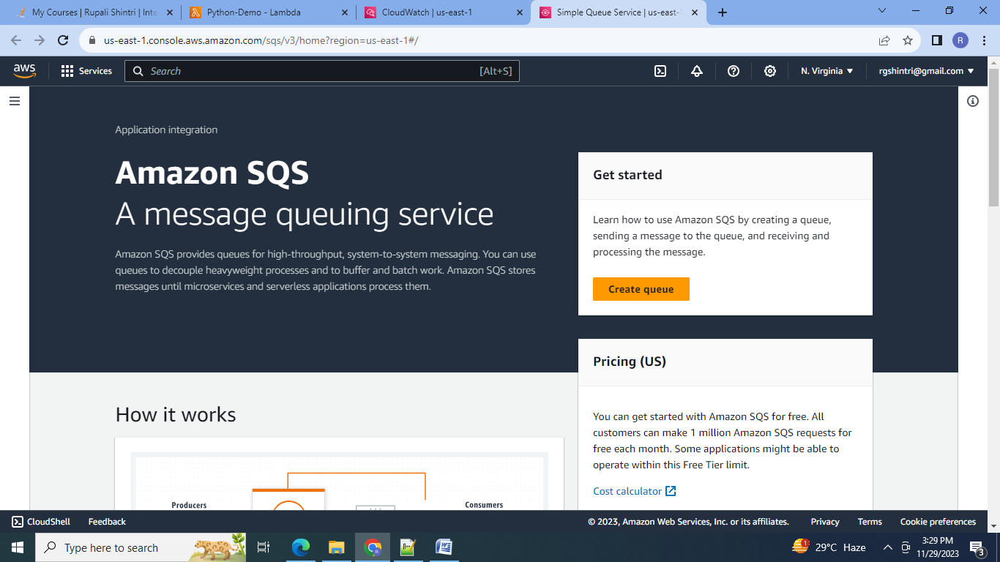 My Courses | Rupali Shintri | Inte
Python-Demo - Lambda
CloudWatch | us-east-1
Simple Queue Service | us-east-
us-east-1.console.aws.amazon.com/sqs/v3/home?region=us-east-1#/
R
aws
Services
Search
[Alt+S]
N. Virginia
rgshintri@gmail.com
Application integration
Amazon SQS
A message queuing service
Amazon SQS provides queues for high-throughput, system-to-system messaging. You can use
queues to decouple heavyweight processes and to buffer and batch work. Amazon SQS stores
messages until microservices and serverless applications process them.
Get started
Learn how to use Amazon SQS by creating a queue,
sending a message to the queue, and receiving and
processing the message.
Create queue
Pricing (US)
You can get started with Amazon SQS for free. All
customers can make 1 million Amazon SQS requests for
free each month. Some applications might be able to
operate within this Free Tier limit.
Cost calculator
How it works
Producers
Consumers
CloudShell
Feedback
© 2023, Amazon Web Services, Inc. or its affiliates.
Privacy
Terms
Cookie preferences
Type here to search
1
29°C Haze
3:29 PM
11/29/2023
3